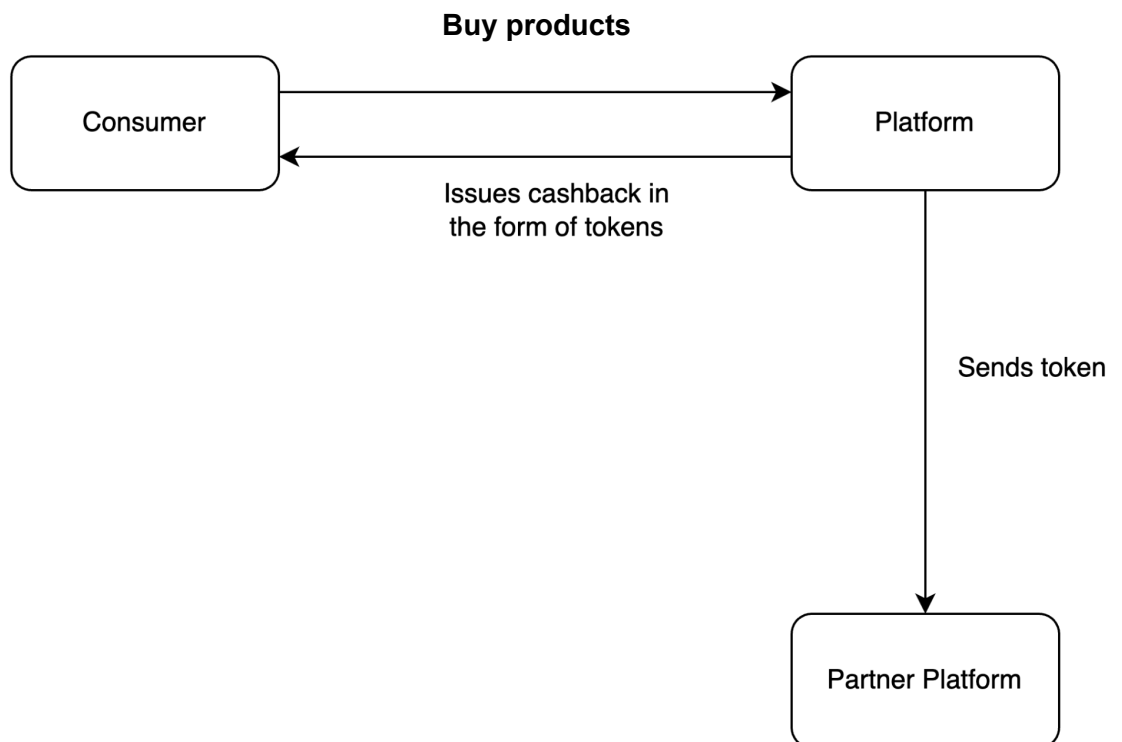 Buy products
Consumer
Platform
Issues cashback in
the form of tokens
Sends token
Partner Platform